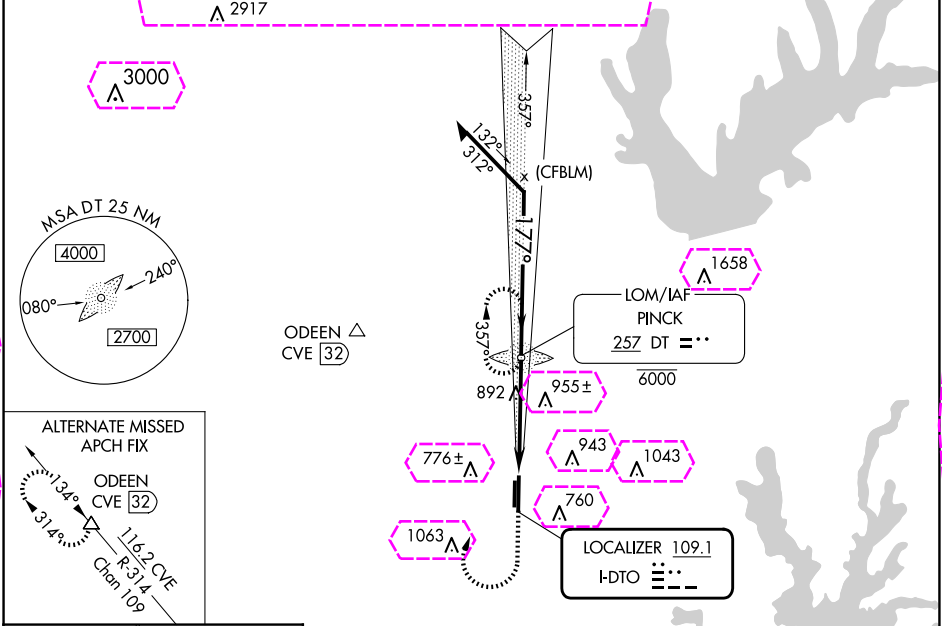 2917
3000
357°
132°
312°
(CFBLM)
177°
MSA DT 25 NM
4000
240°
080°
2700
1658
LOM/IAF
PINCK
257 DT
6000
ODEEN
CVE 32
357°
892
955±
776±
943
1043
760
1063
ALTERNATE MISSED
APCH FIX
ODEEN
CVE 32
134°
314°
116.2 CVE
R-314
Chan 109
LOCALIZER 109.1
I-DTO